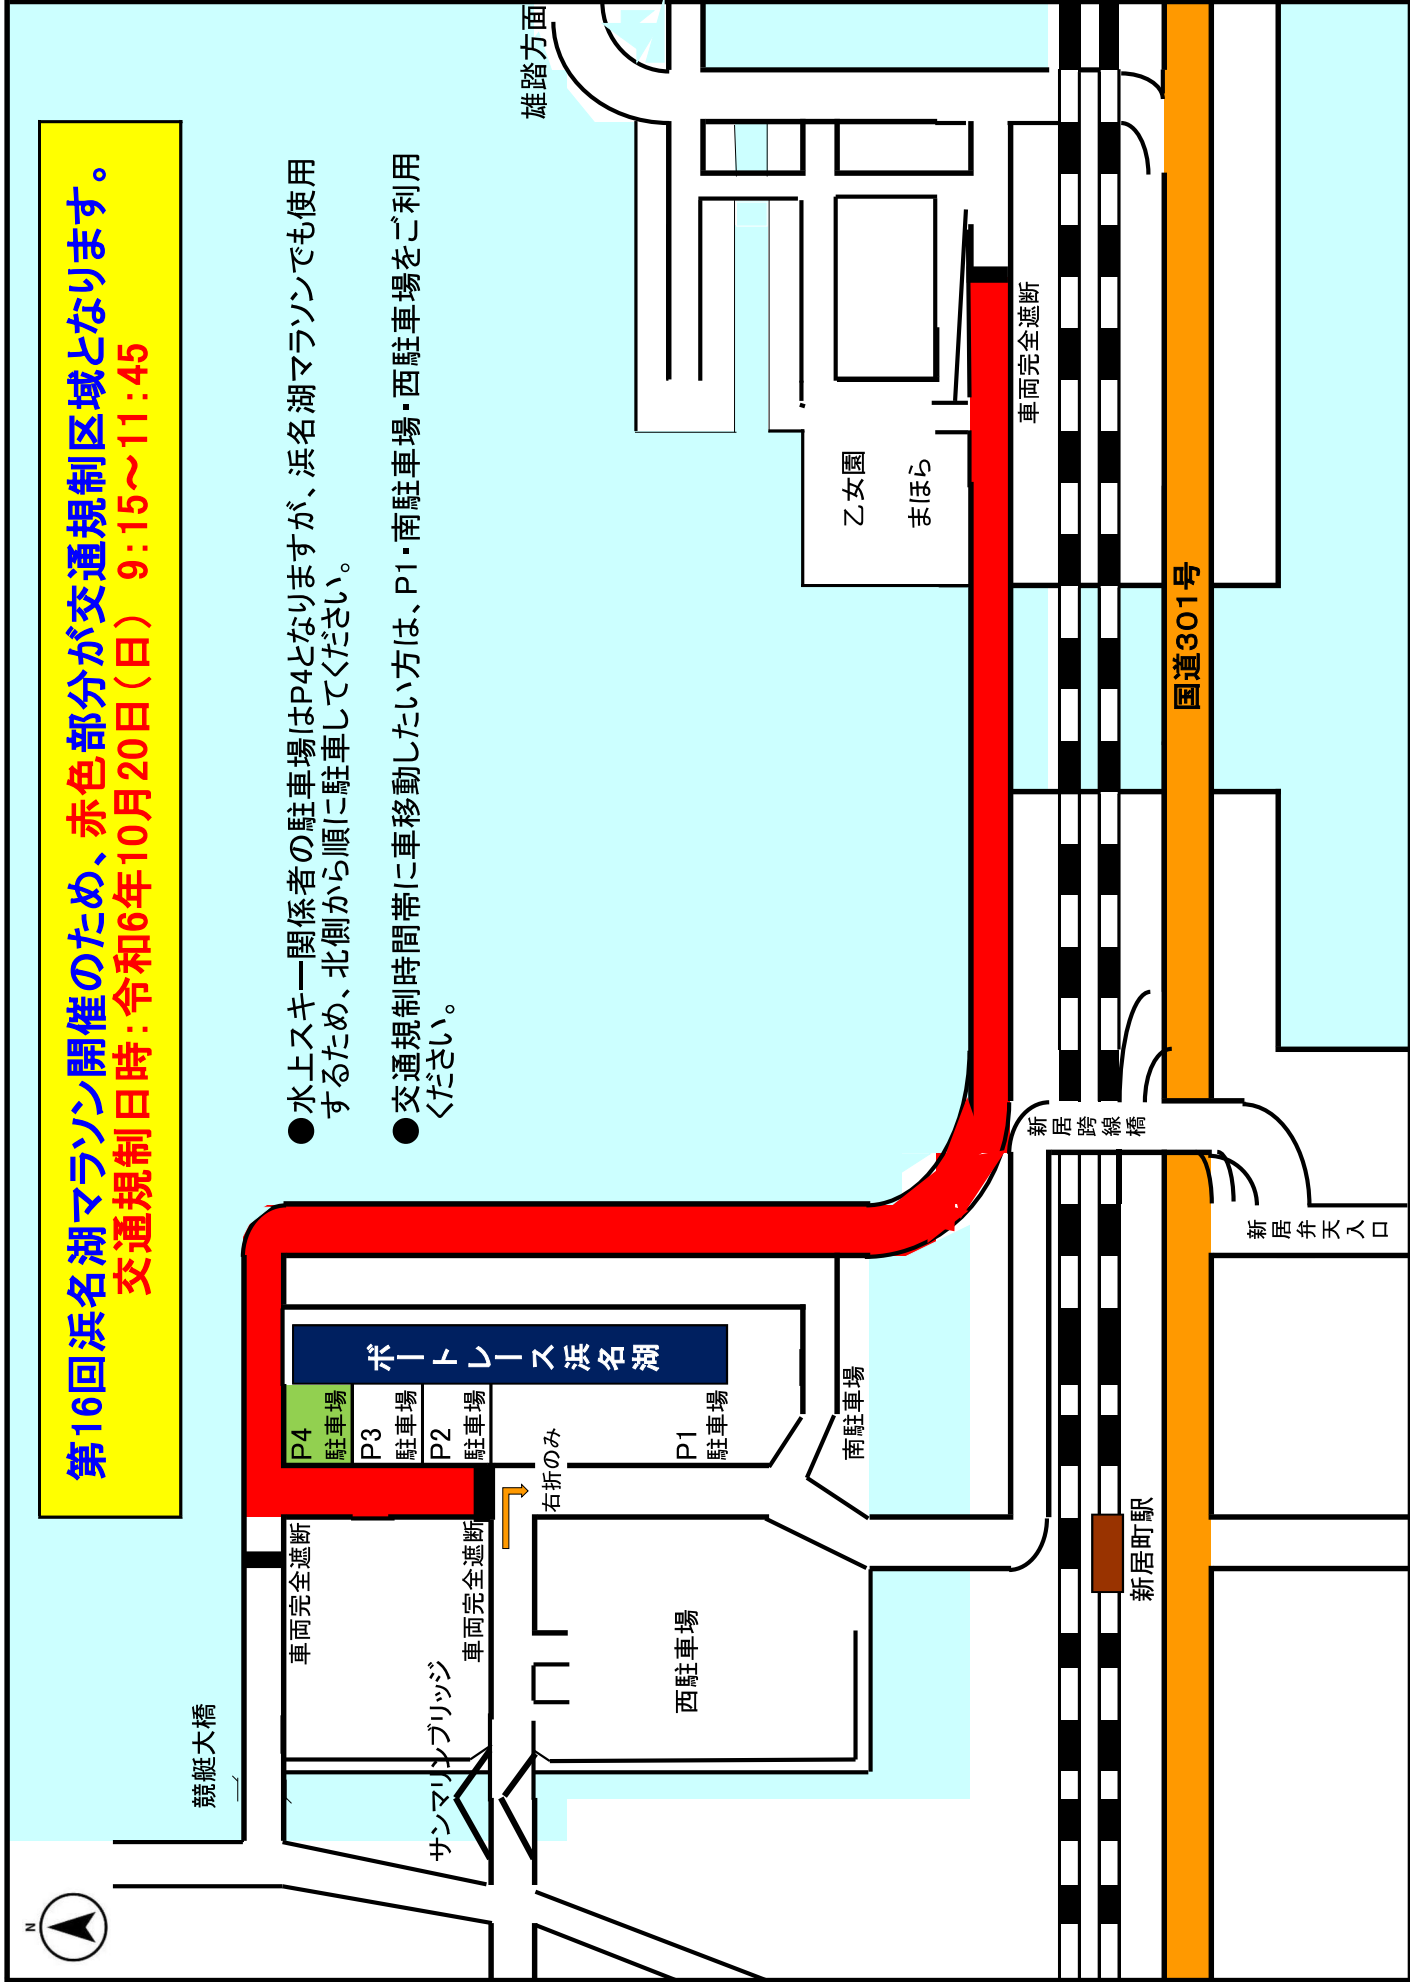 第16回浜名湖マラソン開催のため、赤色部分が交通規制区域となります。
交通規制日時：令和6年10月20日（日） 9：15～11：45
●水上スキー関係者の駐車場はP4となりますが、浜名湖マラソンでも使用
するため、北側から順に駐車してください。
●交通規制時間帯に車移動したい方は、P1・南駐車場・西駐車場をご利用
ください。
N
競艇大橋
車両完全遮断
P4
駐車場
P3
駐車場
P2
駐車場
ボートレース浜名湖
サンマリンブリッジ
車両完全遮断
右折のみ
P1
駐車場
西駐車場
南駐車場
雄踏方面
乙女園
まほら
車両完全遮断
新居跨線橋
新居町駅
国道301号
新居弁天入口